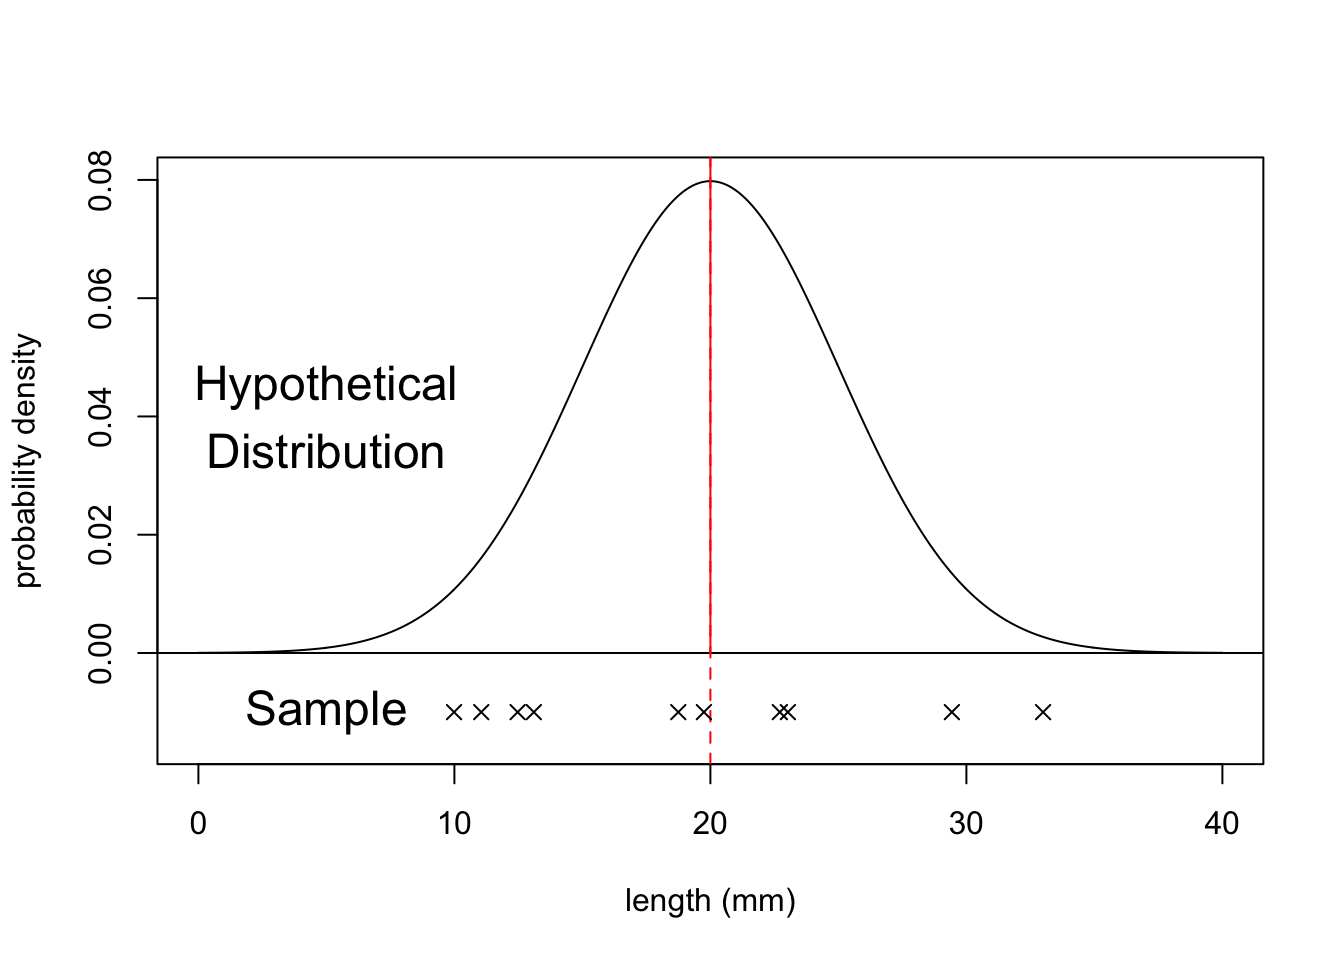 0.08
0.06
0.04
0.02
0.00
probability density
Hypothetical
Distribution
Sample
0 10 20 30 40
length (mm)